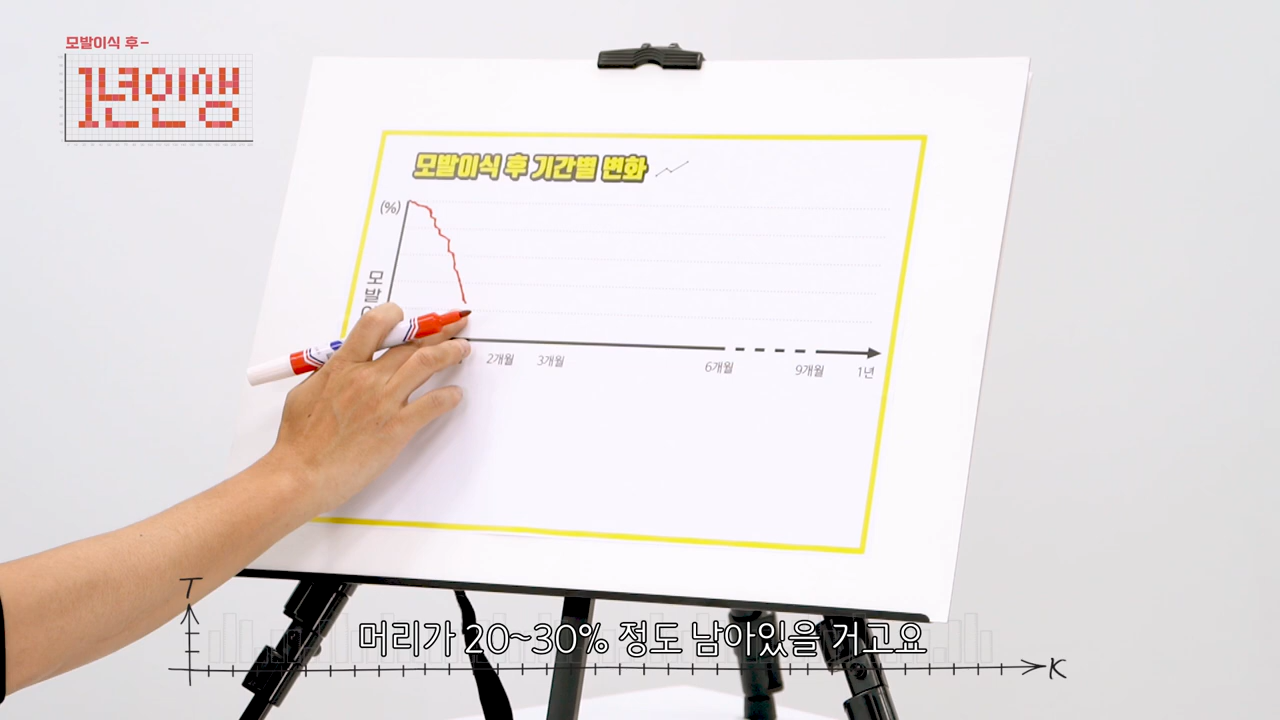 모발이식 후-
1년인생
모발이식 후 기간별 변화
(%)
모
발
2개월 3개월 6개월 9개월 1년
T
머리가 20~30% 정도 남아있을 거고요
K